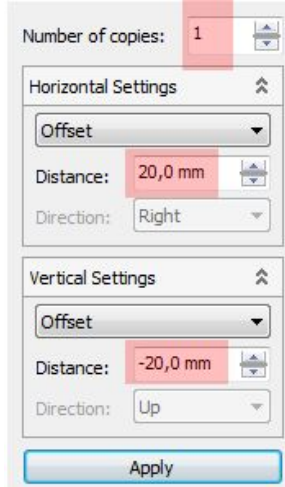 Number of copies: 1
Horizontal Settings
Offset
Distance: 20,0 mm
Direction: Right
Vertical Settings
Offset
Distance: -20,0 mm
Direction: Up
Apply